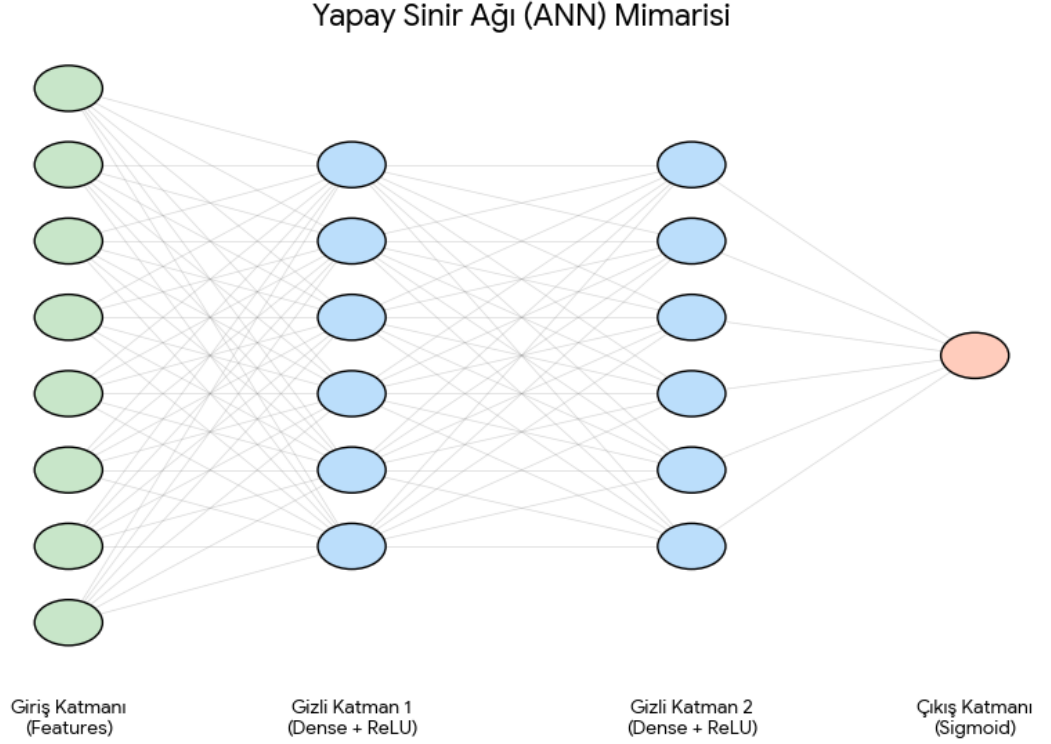 Yapay Sinir Ağı (ANN) Mimarisi
Giriş Katmanı
(Features)
Gizli Katman 1
(Dense + ReLU)
Gizli Katman 2
(Dense + ReLU)
Çıkış Katmanı
(Sigmoid)